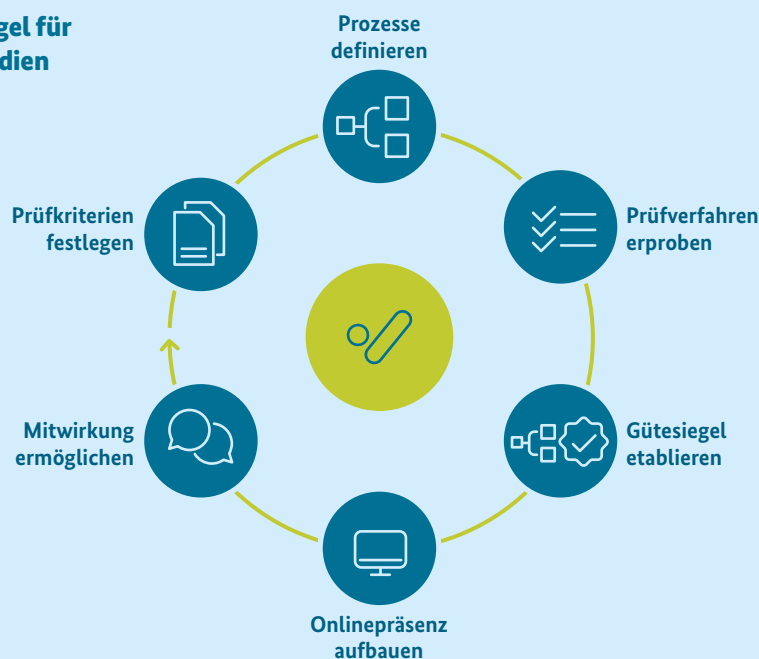 gel für
dien
Prozesse
definieren
Prüfverfahren
erproben
Gütesiegel
etablieren
Onlinepräsenz
aufbauen
Mitwirkung
ermöglichen
Prüfkriterien
festlegen